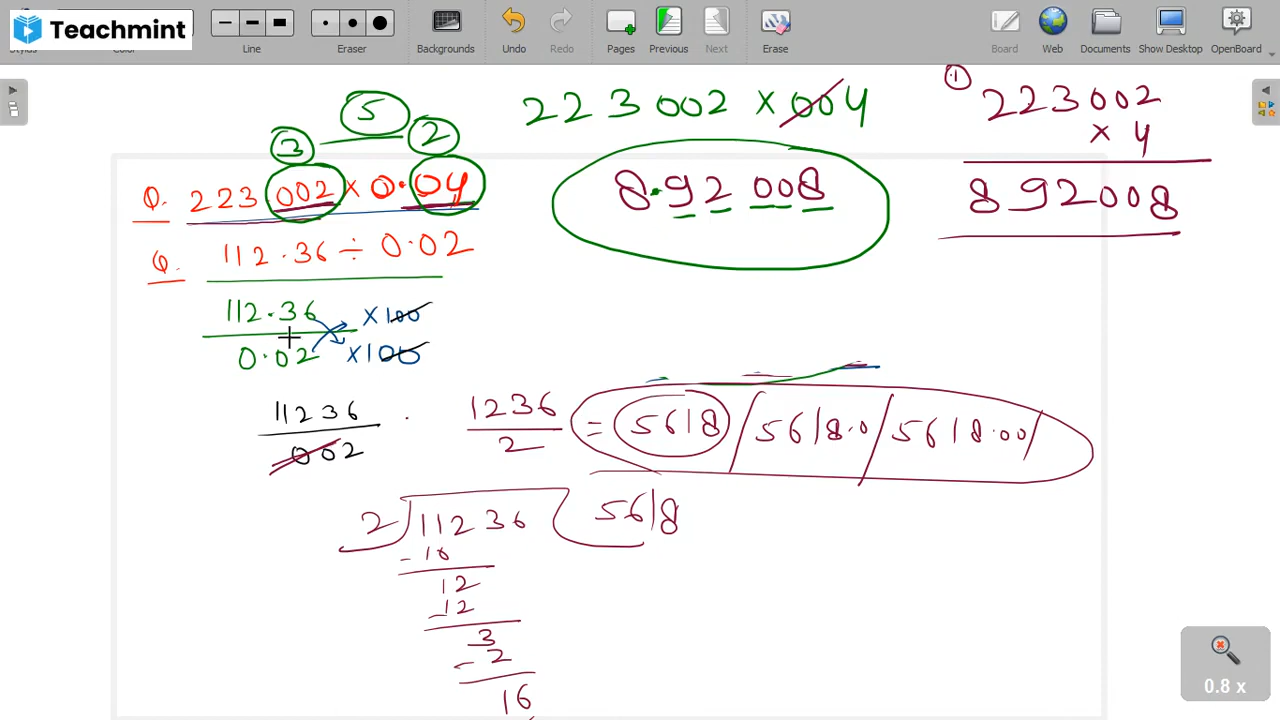 Teachmint
Line
Eraser
Backgrounds
Undo
Redo
Pages
Previous
Next
Erase
Board
Web
Documents
Show Desktop
OpenBoard
3
5
2
Q. 223 002 × 0.04
Q. 112.36 ÷ 0.02
112.36 × 100
0.02 × 100
11236
002
1236
2
= 5618 / 5618.0 / 5618.00 /
2 ) 11236 ( 5618
- 10
12
- 12
3
- 2
16
223 002 × 004
8.92 008
①
223002
× 4
892008
0.8 x